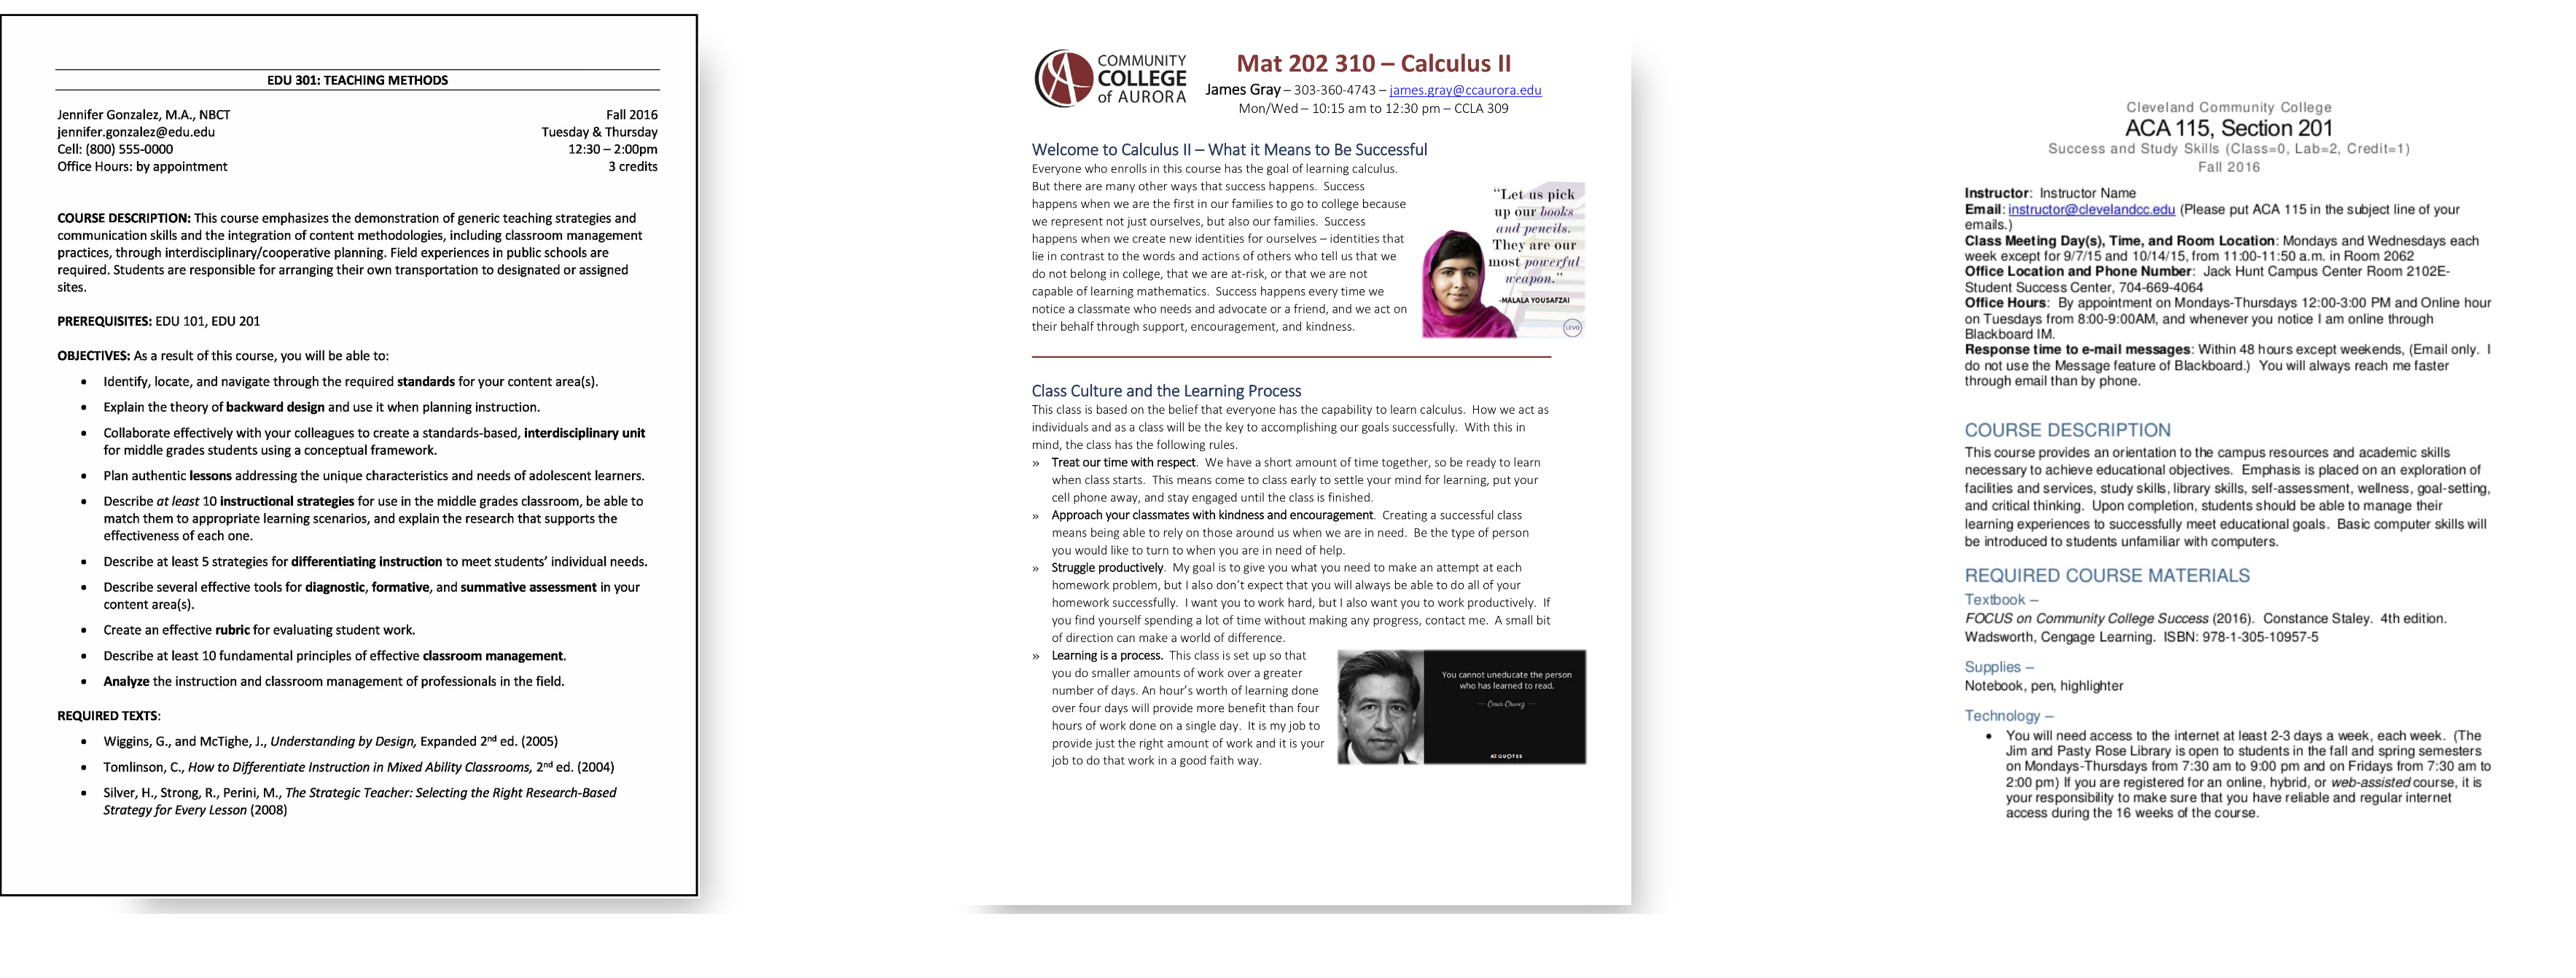 EDU 301: TEACHING METHODS
Jennifer Gonzalez, M.A., NBCT
jennifer.gonzalez@edu.edu
Cell: (800) 555-0000
Office Hours: by appointment
Fall 2016
Tuesday & Thursday
12:30 – 2:00pm
3 credits
COURSE DESCRIPTION: This course emphasizes the demonstration of generic teaching strategies and
communication skills and the integration of content methodologies, including classroom management
practices, through interdisciplinary/cooperative planning. Field experiences in public schools are
required. Students are responsible for arranging their own transportation to designated or assigned
sites.
PREREQUISITES: EDU 101, EDU 201
OBJECTIVES: As a result of this course, you will be able to:
• Identify, locate, and navigate through the required standards for your content area(s).
• Explain the theory of backward design and use it when planning instruction.
• Collaborate effectively with your colleagues to create a standards-based, interdisciplinary unit
for middle grades students using a conceptual framework.
• Plan authentic lessons addressing the unique characteristics and needs of adolescent learners.
• Describe at least 10 instructional strategies for use in the middle grades classroom, be able to
match them to appropriate learning scenarios, and explain the research that supports the
effectiveness of each one.
• Describe at least 5 strategies for differentiating instruction to meet students' individual needs.
• Describe several effective tools for diagnostic, formative, and summative assessment in your
content area(s).
• Create an effective rubric for evaluating student work.
• Describe at least 10 fundamental principles of effective classroom management.
• Analyze the instruction and classroom management of professionals in the field.
REQUIRED TEXTS:
• Wiggins, G., and McTighe, J., Understanding by Design, Expanded 2nd ed. (2005)
• Tomlinson, C., How to Differentiate Instruction in Mixed Ability Classrooms, 2nd ed. (2004)
• Silver, H., Strong, R., Perini, M., The Strategic Teacher: Selecting the Right Research-Based
Strategy for Every Lesson (2008)
COMMUNITY
COLLEGE
of AURORA
Mat 202 310 – Calculus II
James Gray – 303-360-4743 – james.gray@ccaurora.edu
Mon/Wed – 10:15 am to 12:30 pm – CCLA 309
Welcome to Calculus II – What it Means to Be Successful
Everyone who enrolls in this course has the goal of learning calculus.
But there are many other ways that success happens. Success
happens when we are the first in our families to go to college because
we represent not just ourselves, but also our families. Success
happens when we create new identities for ourselves – identities that
lie in contrast to the words and actions of others who tell us that we
do not belong in college, that we are at-risk, or that we are not
capable of learning mathematics. Success happens every time we
notice a classmate who needs and advocate or a friend, and we act on
their behalf through support, encouragement, and kindness.
"Let us pick
up our books
and pencils.
They are our
most powerful
weapon."
-MALALA YOUSAFZAI
LEVO
Class Culture and the Learning Process
This class is based on the belief that everyone has the capability to learn calculus. How we act as
individuals and as a class will be the key to accomplishing our goals successfully. With this in
mind, the class has the following rules.
» Treat our time with respect. We have a short amount of time together, so be ready to learn
when class starts. This means come to class early to settle your mind for learning, put your
cell phone away, and stay engaged until the class is finished.
» Approach your classmates with kindness and encouragement. Creating a successful class
means being able to rely on those around us when we are in need. Be the type of person
you would like to turn to when you are in need of help.
» Struggle productively. My goal is to give you what you need to make an attempt at each
homework problem, but I also don't expect that you will always be able to do all of your
homework successfully. I want you to work hard, but I also want you to work productively. If
you find yourself spending a lot of time without making any progress, contact me. A small bit
of direction can make a world of difference.
» Learning is a process. This class is set up so that
you do smaller amounts of work over a greater
number of days. An hour's worth of learning done
over four days will provide more benefit than four
hours of work done on a single day. It is my job to
provide just the right amount of work and it is your
job to do that work in a good faith way.
You cannot uneducate the person
who has learned to read.
— Cesar Chavez —
AZ QUOTES
Cleveland Community College
ACA 115, Section 201
Success and Study Skills (Class=0, Lab=2, Credit=1)
Fall 2016
Instructor: Instructor Name
Email: instructor@clevelandcc.edu (Please put ACA 115 in the subject line of your
emails.)
Class Meeting Day(s), Time, and Room Location: Mondays and Wednesdays each
week except for 9/7/15 and 10/14/15, from 11:00-11:50 a.m. in Room 2062
Office Location and Phone Number: Jack Hunt Campus Center Room 2102E-
Student Success Center, 704-669-4064
Office Hours: By appointment on Mondays-Thursdays 12:00-3:00 PM and Online hour
on Tuesdays from 8:00-9:00AM, and whenever you notice I am online through
Blackboard IM.
Response time to e-mail messages: Within 48 hours except weekends, (Email only. I
do not use the Message feature of Blackboard.) You will always reach me faster
through email than by phone.
COURSE DESCRIPTION
This course provides an orientation to the campus resources and academic skills
necessary to achieve educational objectives. Emphasis is placed on an exploration of
facilities and services, study skills, library skills, self-assessment, wellness, goal-setting,
and critical thinking. Upon completion, students should be able to manage their
learning experiences to successfully meet educational goals. Basic computer skills will
be introduced to students unfamiliar with computers.
REQUIRED COURSE MATERIALS
Textbook –
FOCUS on Community College Success (2016). Constance Staley. 4th edition.
Wadsworth, Cengage Learning. ISBN: 978-1-305-10957-5
Supplies –
Notebook, pen, highlighter
Technology –
• You will need access to the internet at least 2-3 days a week, each week. (The
Jim and Pasty Rose Library is open to students in the fall and spring semesters
on Mondays-Thursdays from 7:30 am to 9:00 pm and on Fridays from 7:30 am to
2:00 pm) If you are registered for an online, hybrid, or web-assisted course, it is
your responsibility to make sure that you have reliable and regular internet
access during the 16 weeks of the course.